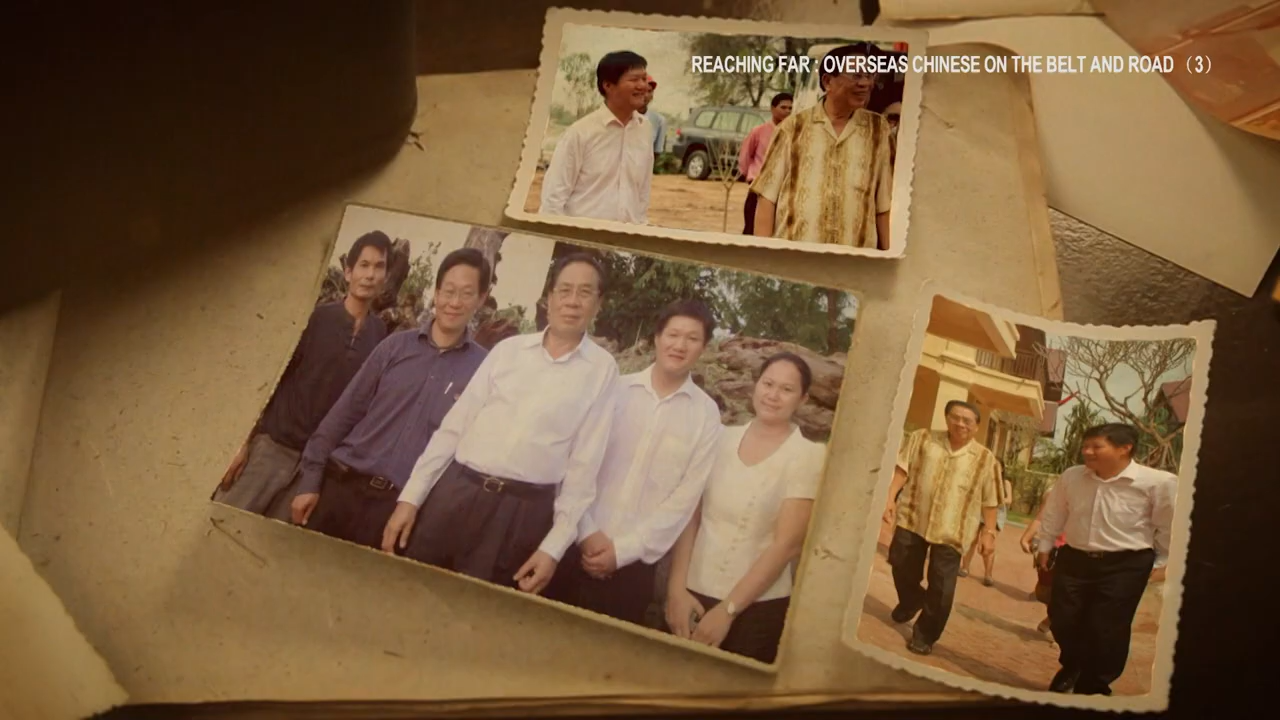 REACHING FAR : OVERSEAS CHINESE ON THE BELT AND ROAD （3）